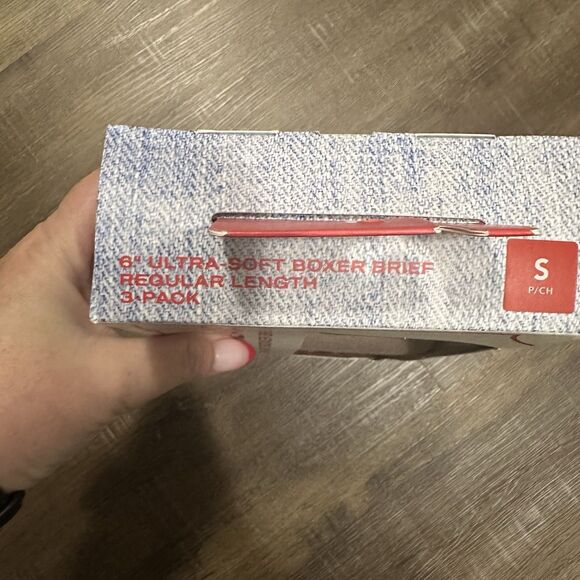 6" ULTRA-SOFT BOXER BRIEF
REGULAR LENGTH
3-PACK
S
P/CH